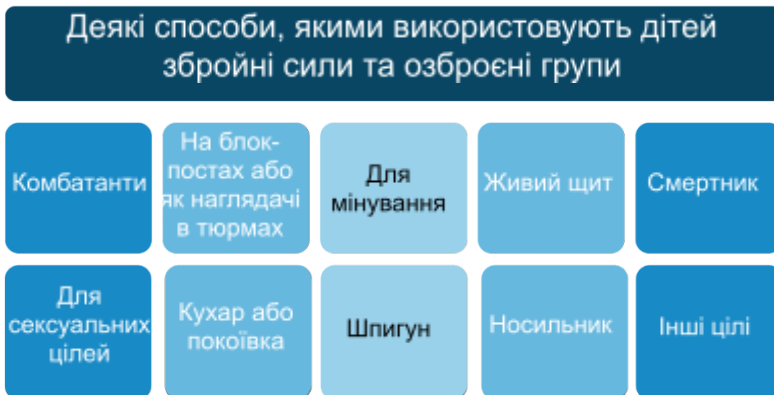 Деякі способи, якими використовують дітей
збройні сили та озброєні групи
Комбатанти
На блок-
постах або
як наглядачі
в тюрмах
Для
мінування
Живий щит
Смертник
Для
сексуальних
цілей
Кухар або
покоївка
Шпигун
Носильник
Інші цілі